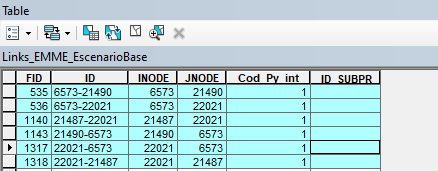 Table
Links_EMME_EscenarioBase
FID ID INODE JNODE Cod_Py_int ID_SUBPR
535 6573-21490 6573 21490 1
536 6573-22021 6573 22021 1
1140 21487-22021 21487 22021 1
1143 21490-6573 21490 6573 1
1317 22021-6573 22021 6573 1
1318 22021-21487 22021 21487 1